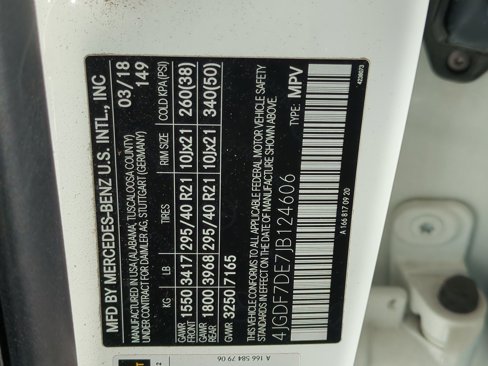 MFD BY MERCEDES-BENZ U.S. INTL., INC
MANUFACTURED IN USA (ALABAMA, TUSCALOOSA COUNTY)
UNDER CONTRACT FOR DAIMLER AG, STUTTGART (GERMANY)
03/18
149
KG LB TIRES RIM SIZE COLD KPA(PSI)
GAWR FRONT 1550 3417 295/40 R21 10Jx21 260(38)
GAWR REAR 1800 3968 295/40 R21 10Jx21 340(50)
GVWR 3250 7165
THIS VEHICLE CONFORMS TO ALL APPLICABLE FEDERAL MOTOR VEHICLE SAFETY
STANDARDS IN EFFECT ON THE DATE OF MANUFACTURE SHOWN ABOVE.
4JGDF7DE7JB124606 TYPE: MPV
A 166 817 09 20
A 166 584 79 06
2